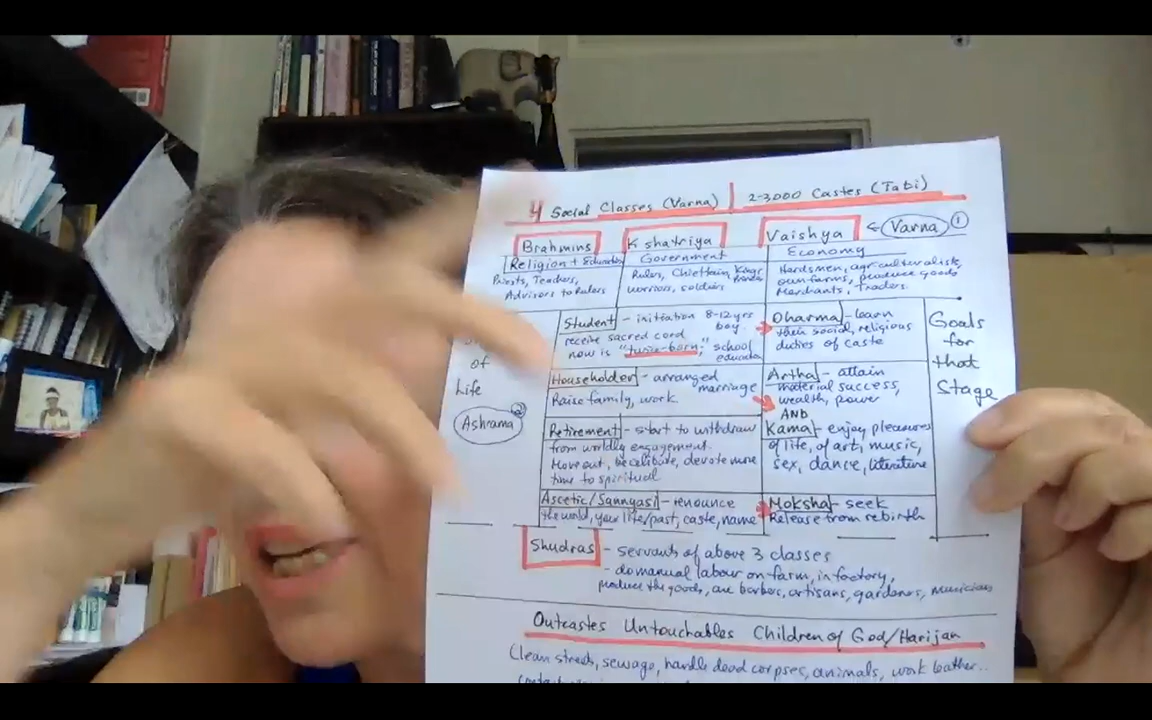 4 Social Classes (Varna) | 2-3,000 Castes (Tabi)
Brahmins Kshatriya Vaishya ← Varna ①
Religion + Education Government Economy
Priests, Teachers, Advisors to Rulers
Rulers, Chieftain, Kings
worriors, soldiers
Herdsmen, agriculturalists,
own farms, produce goods
Merchants, Traders
of
Life
Ashrama ②
Student - initiation 8-12yrs
boy
receive sacred cord
now is "twice-born," school
Dharma - learn
their social, religious
duties of caste
Goals
for
that
Stage
Householder - arranged
marriage
Raise family, work.
Artha - attain
material success,
wealth, power
AND
Retirement - start to withdraw
from worldly engagement.
Move out, be celibate, devote more
time to spiritual
Kama - enjoy pleasures
of life, of art, music,
sex, dance, literature
Ascetic/Sannyasi - renounce
the world, your life/past, caste, name
Moksha - seek
Release from rebirth
Shudras - servants of above 3 classes
- do manual labour on farm, in factory,
produce the goods, are barbers, artisans, gardeners, musicians
Outcastes Untouchables Children of God/Harijan
Clean streets, sewage, handle dead corpses, animals, work leather..